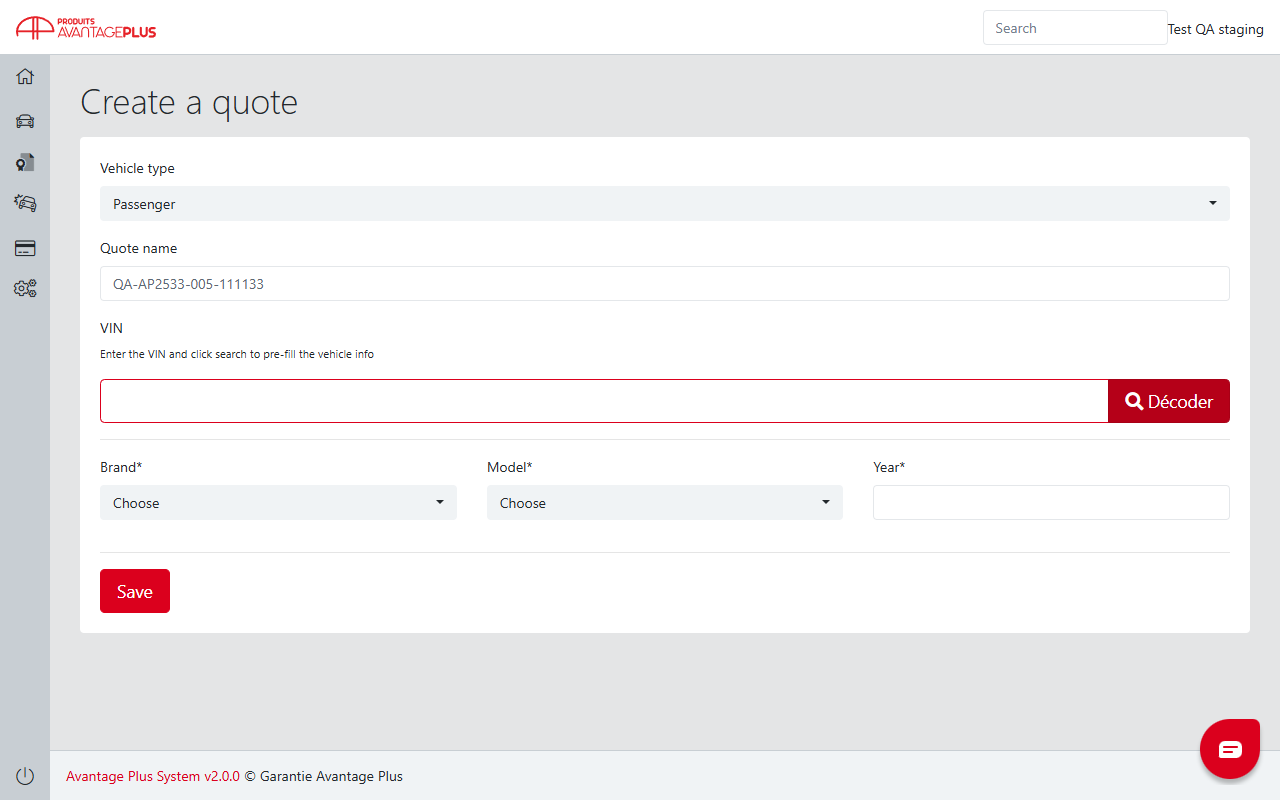 PRODUITS
AVANTAGEPLUS
Search
Test QA staging
Create a quote
Vehicle type
Passenger
Quote name
QA-AP2533-005-111133
VIN
Enter the VIN and click search to pre-fill the vehicle info
Décoder
Brand*
Model*
Year*
Choose
Choose
Save
Avantage Plus System v2.0.0 © Garantie Avantage Plus